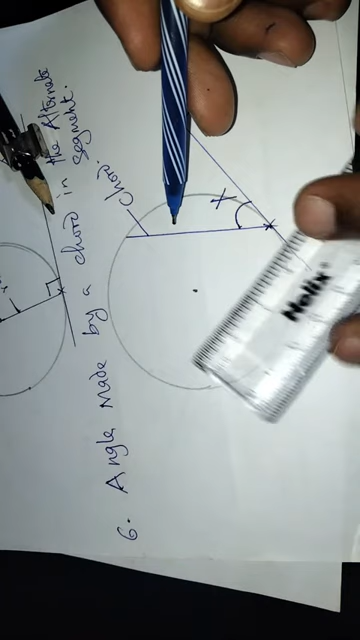 6. Angle Made by a chord in the Alternate
Segment.
Chord.
X
Helix